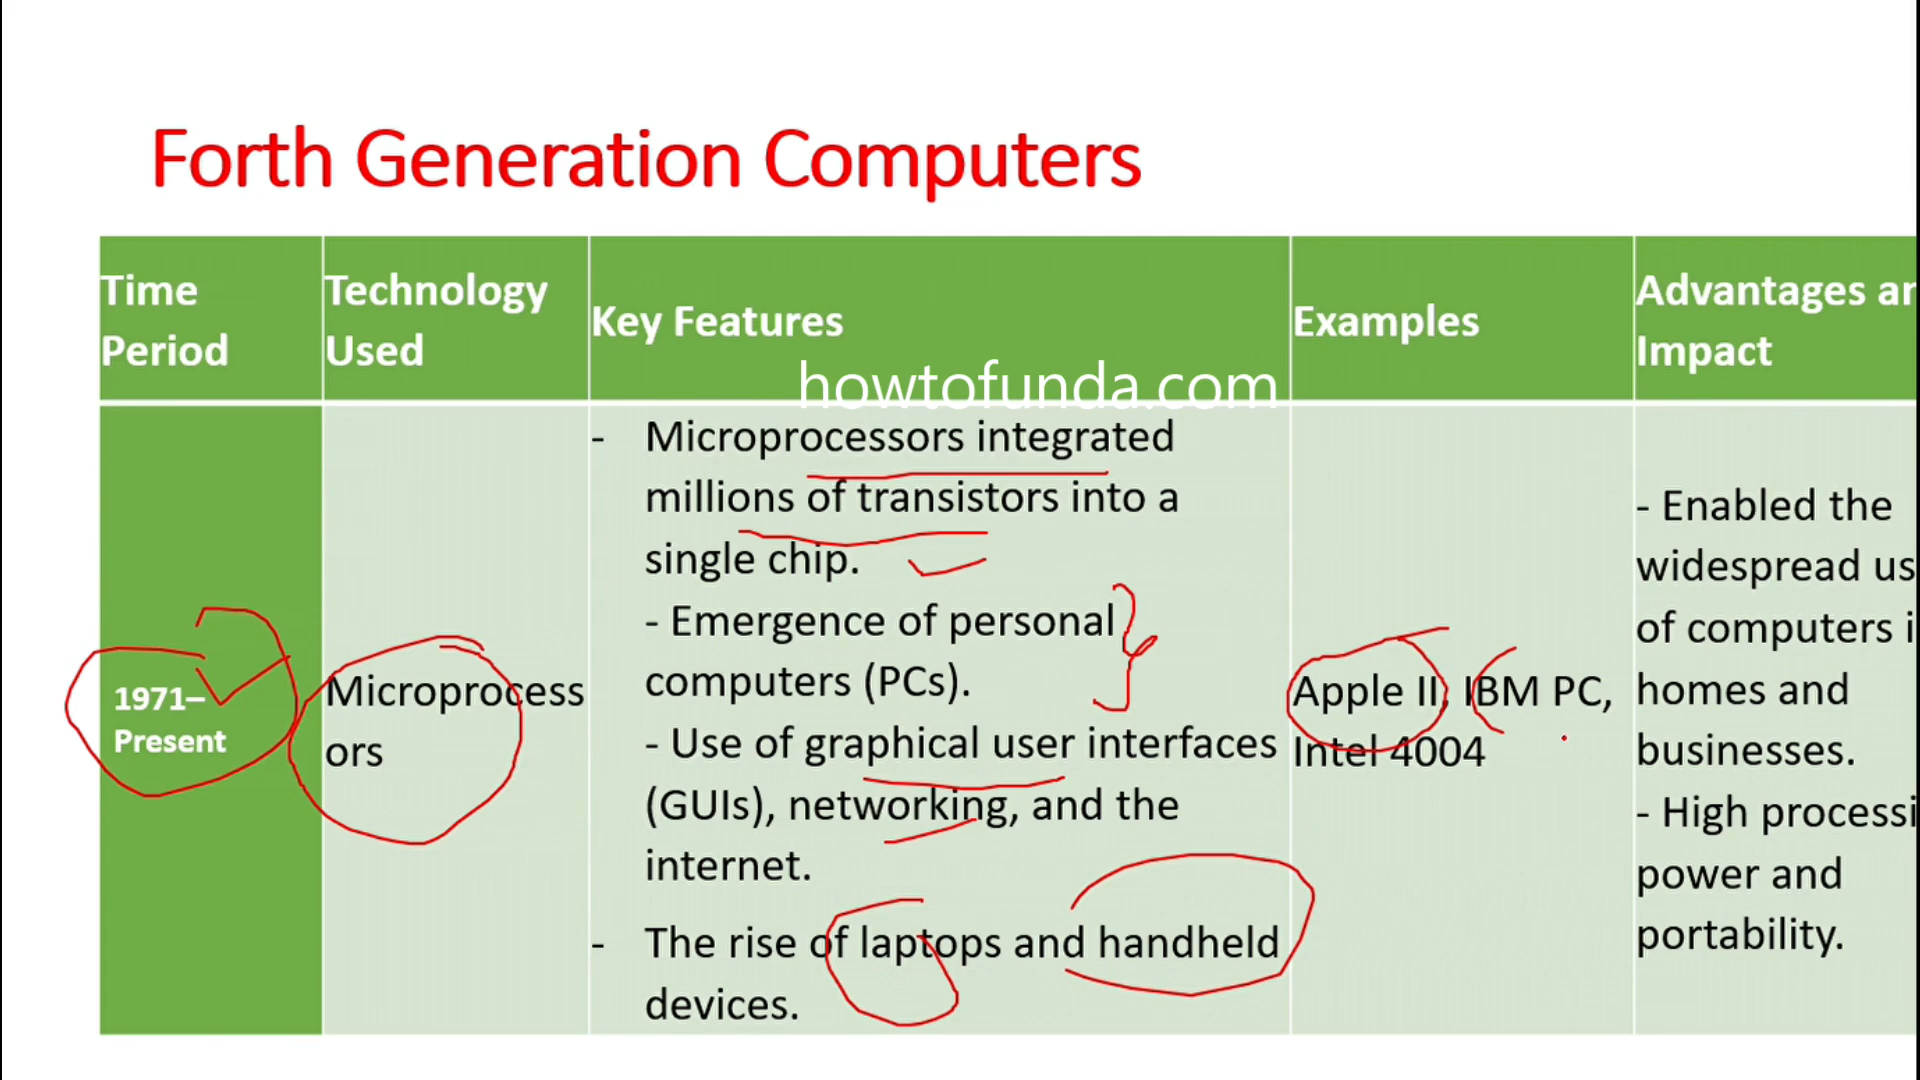 Forth Generation Computers
Time
Period
Technology
Used
Key Features
Examples
Advantages
Impact
howtofunda.com
1971–
Present
Microprocess
ors
- Microprocessors integrated
millions of transistors into a
single chip.
- Emergence of personal
computers (PCs).
- Use of graphical user interfaces
(GUIs), networking, and the
internet.
- The rise of laptops and handheld
devices.
Apple II, IBM PC,
Intel 4004
- Enabled the
widespread
of computers
homes and
businesses.
- High
power and
portability.